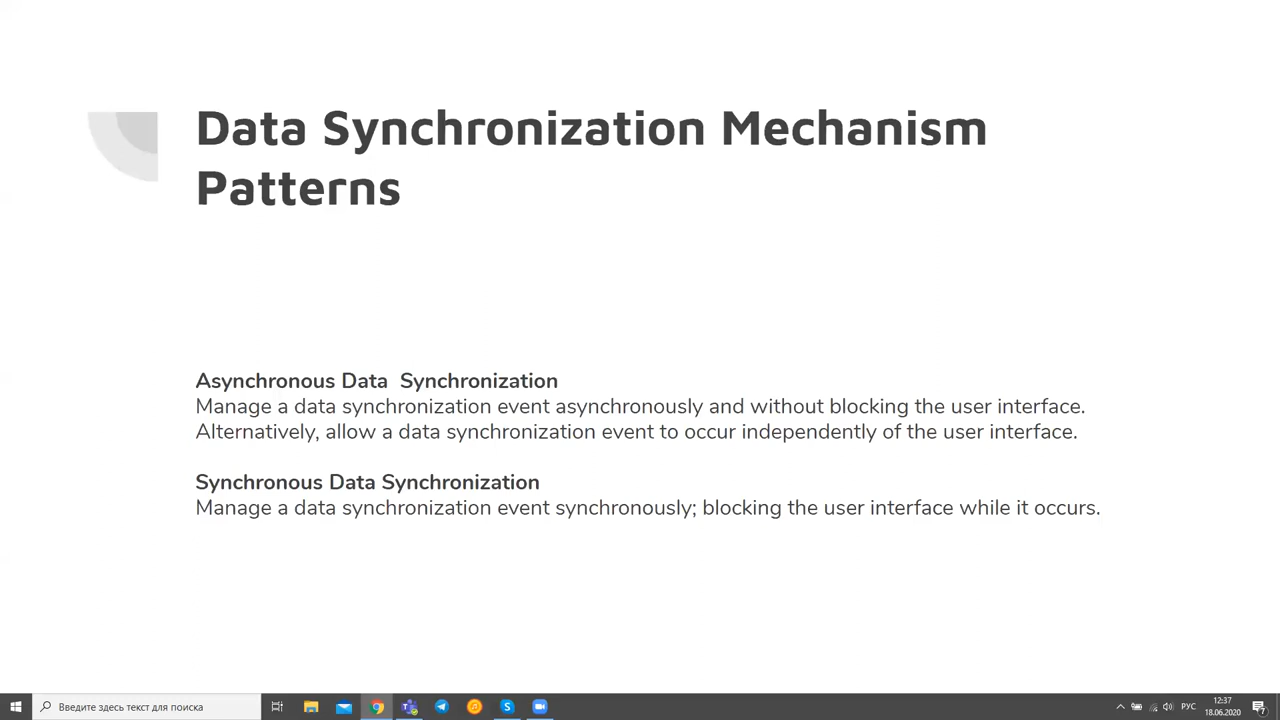 Data Synchronization Mechanism
Patterns
Asynchronous Data Synchronization
Manage a data synchronization event asynchronously and without blocking the user interface.
Alternatively, allow a data synchronization event to occur independently of the user interface.
Synchronous Data Synchronization
Manage a data synchronization event synchronously; blocking the user interface while it occurs.
Введите здесь текст для поиска
РУС
12:37
18.06.2020
7